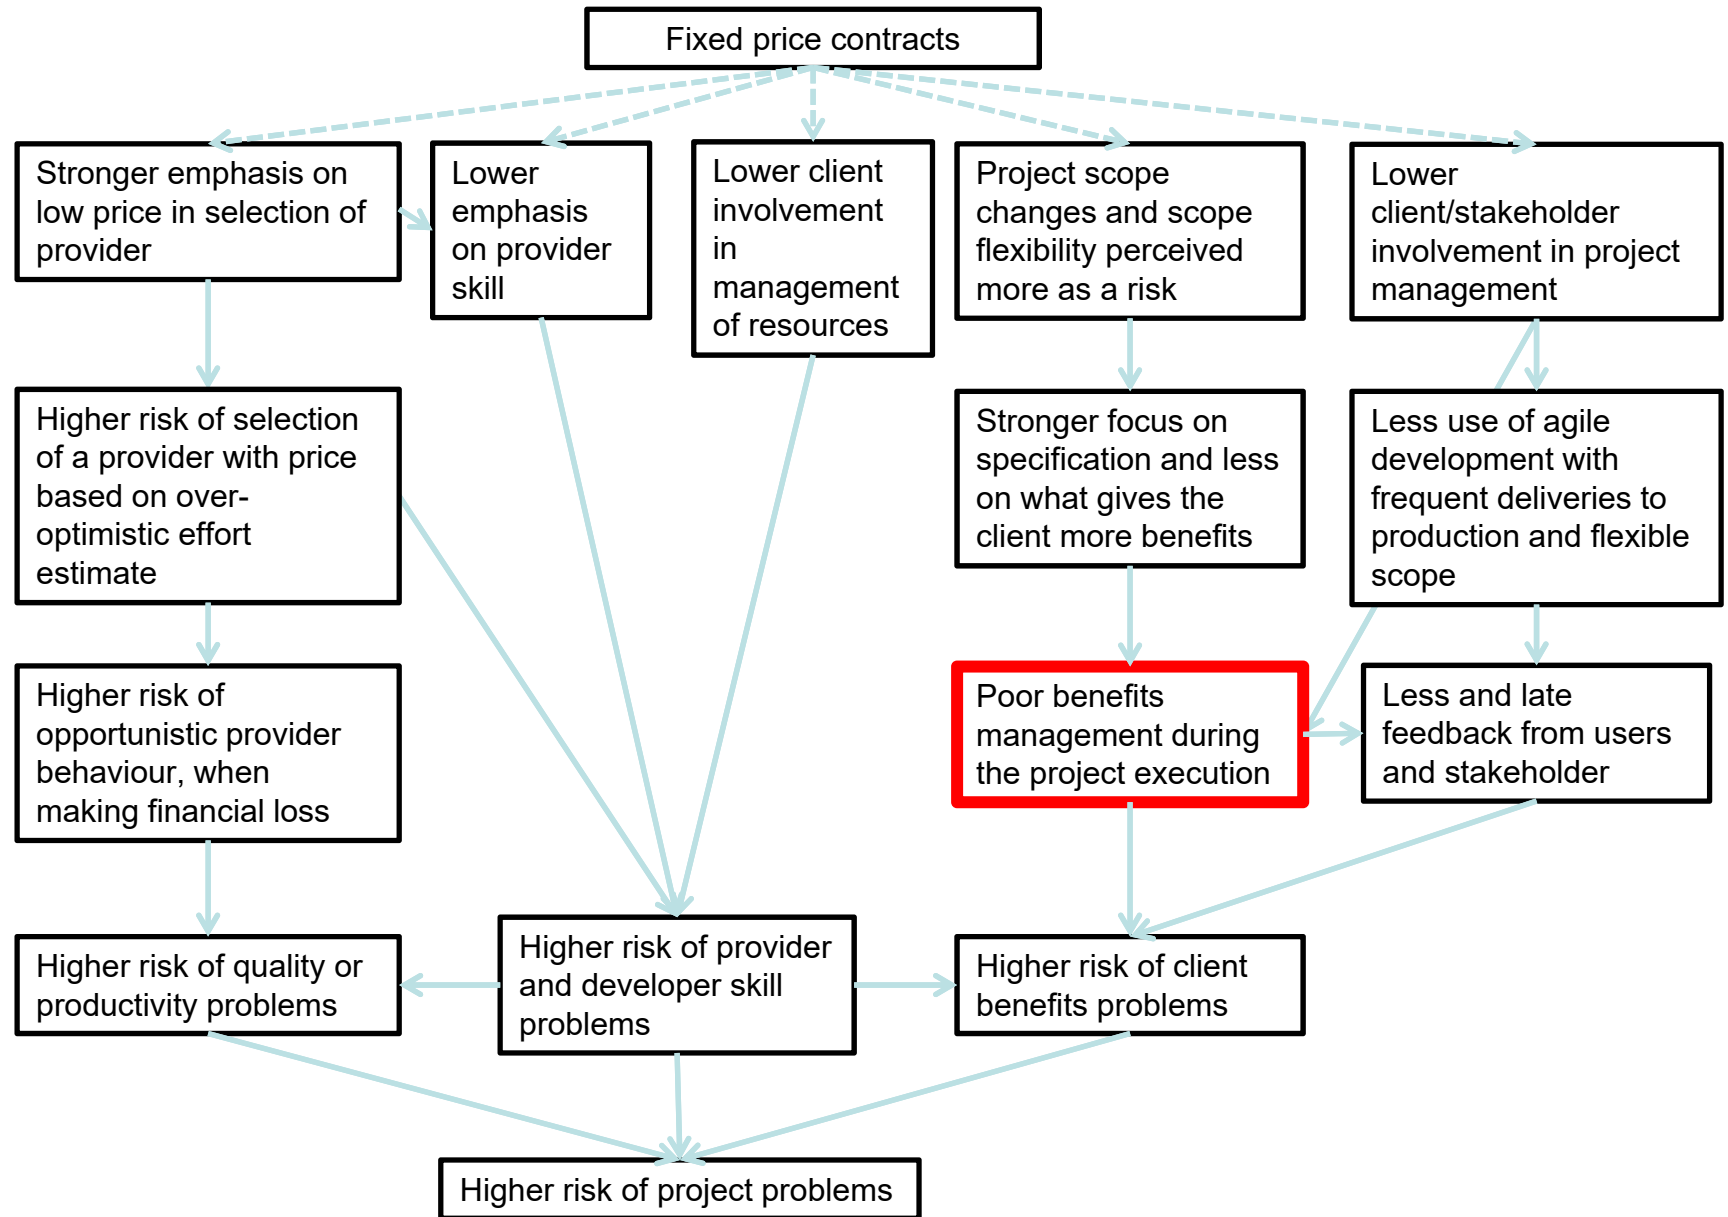 Fixed price contracts
Stronger emphasis on
low price in selection of
provider
Lower
emphasis
on provider
skill
Lower client
involvement
in
management
of resources
Project scope
changes and scope
flexibility perceived
more as a risk
Lower
client/stakeholder
involvement in project
management
Higher risk of selection
of a provider with price
based on over-
optimistic effort
estimate
Stronger focus on
specification and less
on what gives the
client more benefits
Less use of agile
development with
frequent deliveries to
production and flexible
scope
Higher risk of
opportunistic provider
behaviour, when
making financial loss
Poor benefits
management during
the project execution
Less and late
feedback from users
and stakeholder
Higher risk of quality or
productivity problems
Higher risk of provider
and developer skill
problems
Higher risk of client
benefits problems
Higher risk of project problems